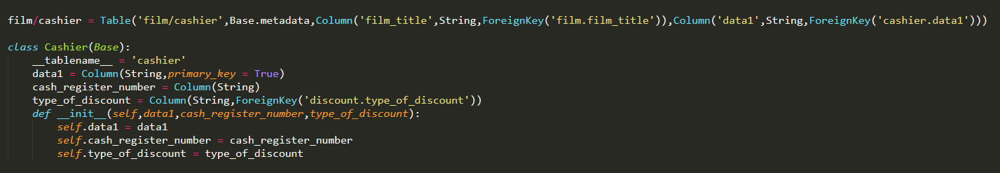 film/cashier = Table('film/cashier',Base.metadata,Column('film_title',String,ForeignKey('film.film_title')),Column('data1',String,ForeignKey('cashier.data1')))
class Cashier(Base):
    __tablename__ = 'cashier'
    data1 = Column(String,primary_key = True)
    cash_register_number = Column(String)
    type_of_discount = Column(String,ForeignKey('discount.type_of_discount'))
    def __init__(self,data1,cash_register_number,type_of_discount):
        self.data1 = data1
        self.cash_register_number = cash_register_number
        self.type_of_discount = type_of_discount